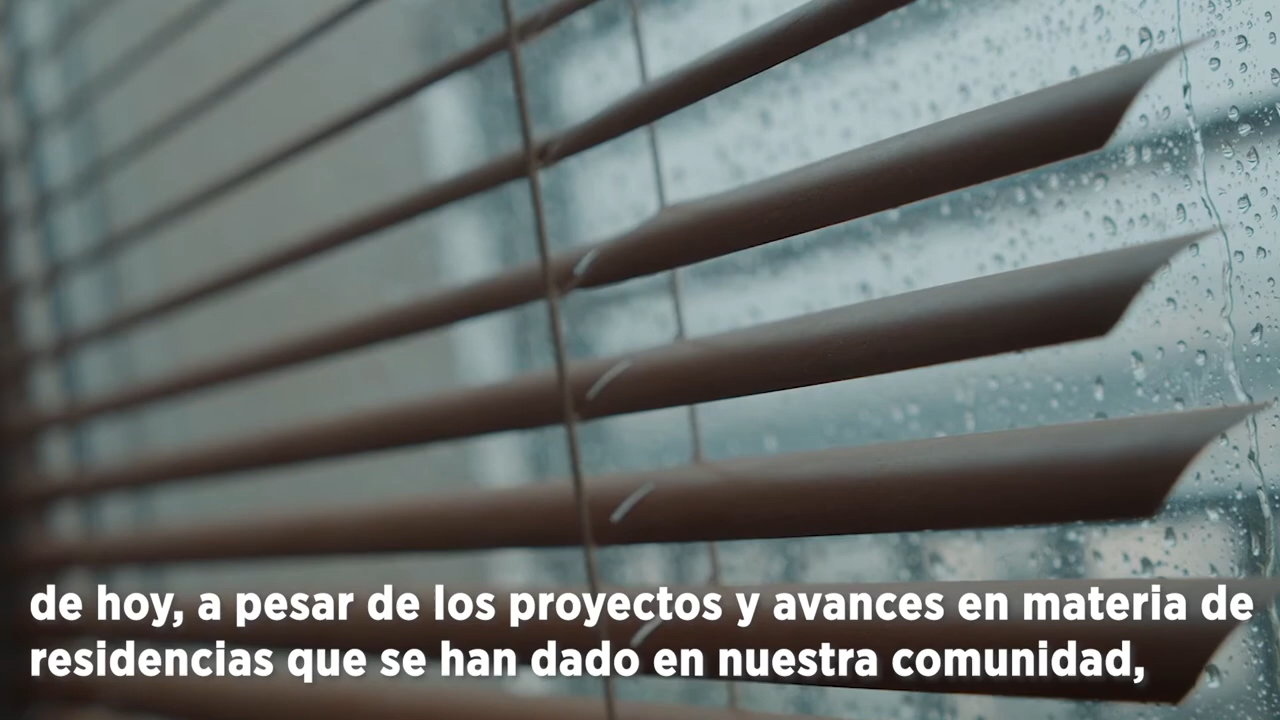 de hoy, a pesar de los proyectos y avances en materia de
residencias que se han dado en nuestra comunidad,